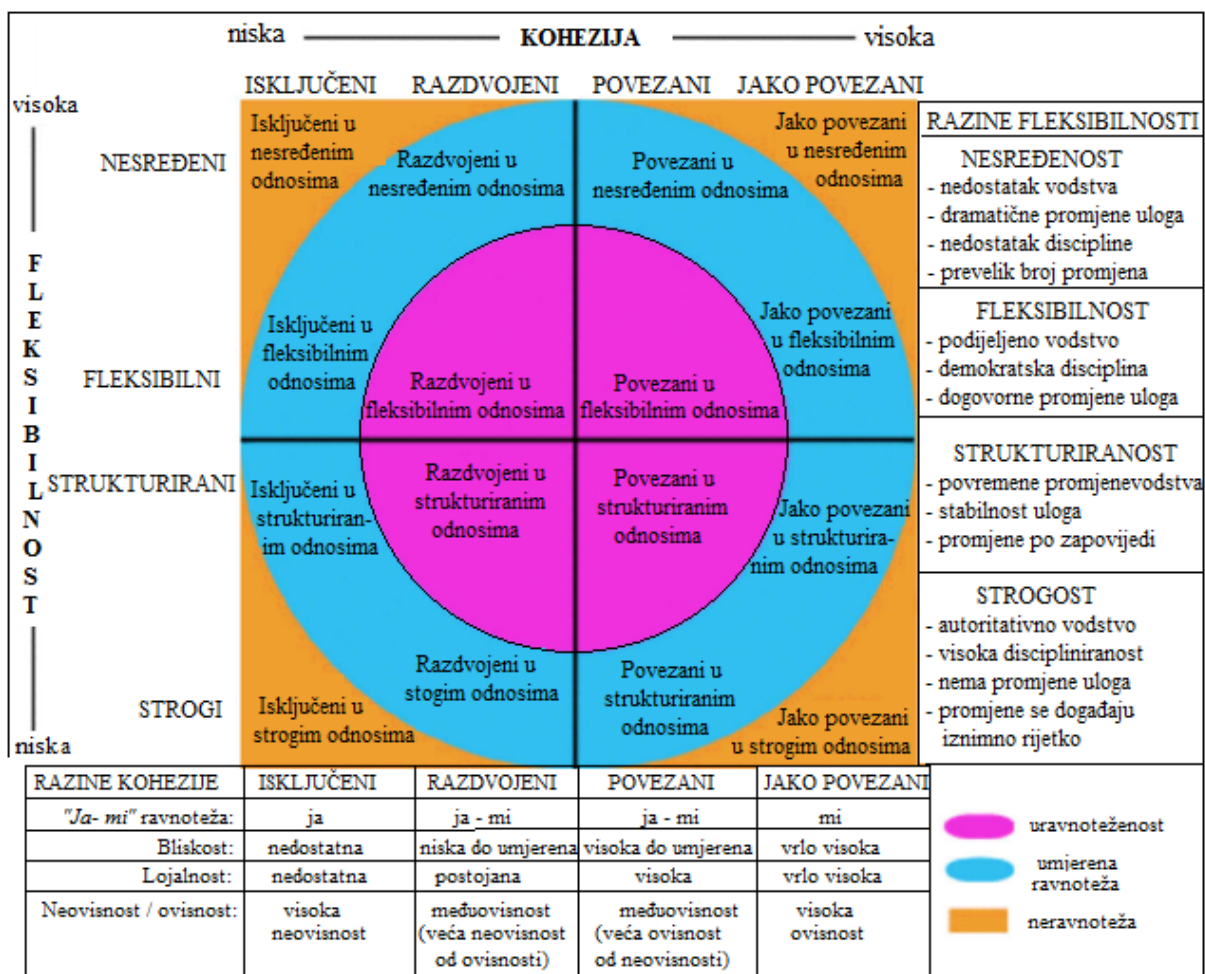 niska KOHEZIJA visoka
ISKLJUČENI RAZDVOJENI POVEZANI JAKO POVEZANI
visoka
FLEKSIBILNOST
niska
NESREĐENI
FLEKSIBILNI
STRUKTURIRANI
STROGI
Isključeni u
nesređenim
odnosima
Razdvojeni u
nesređenim odnosima
Povezani u
nesređenim odnosima
Jako povezani
u nesređenim
odnosima
Isključeni u
fleksibilnim
odnosima
Razdvojeni u
fleksibilnim odnosima
Povezani u
fleksibilnim odnosima
Jako povezani
u fleksibilnim
odnosima
Isključeni u
strukturiran-
im odnosima
Razdvojeni u
strukturiranim
odnosima
Povezani u
strukturiranim
odnosima
Jako povezani
u strukturira-
nim odnosima
Isključeni u
strogim odnosima
Razdvojeni u
stogim odnosima
Povezani u
strukturiranim
odnosima
Jako povezani
u strogim odnosima
RAZINE FLEKSIBILNOSTI
NESREĐENOST
- nedostatak vodstva
- dramatične promjene uloga
- nedostatak discipline
- prevelik broj promjena
FLEKSIBILNOST
- podijeljeno vodstvo
- demokratska disciplina
- dogovorne promjene uloga
STRUKTURIRANOST
- povremene promjenevodstva
- stabilnost uloga
- promjene po zapovijedi
STROGOST
- autoritativno vodstvo
- visoka discipliniranost
- nema promjene uloga
- promjene se događaju
iznimno rijetko
RAZINE KOHEZIJE ISKLJUČENI RAZDVOJENI POVEZANI JAKO POVEZANI
"Ja- mi" ravnoteža: ja ja - mi ja - mi mi
Bliskost: nedostatna niska do umjerena visoka do umjerena vrlo visoka
Lojalnost: nedostatna postojana visoka vrlo visoka
Neovisnost / ovisnost: visoka međuovisnost međuovisnost visoka
neovisnost (veća neovisnost (veća ovisnost ovisnost
od ovisnosti) od neovisnosti)
uravnoteženost
umjerena
ravnoteža
neravnoteža